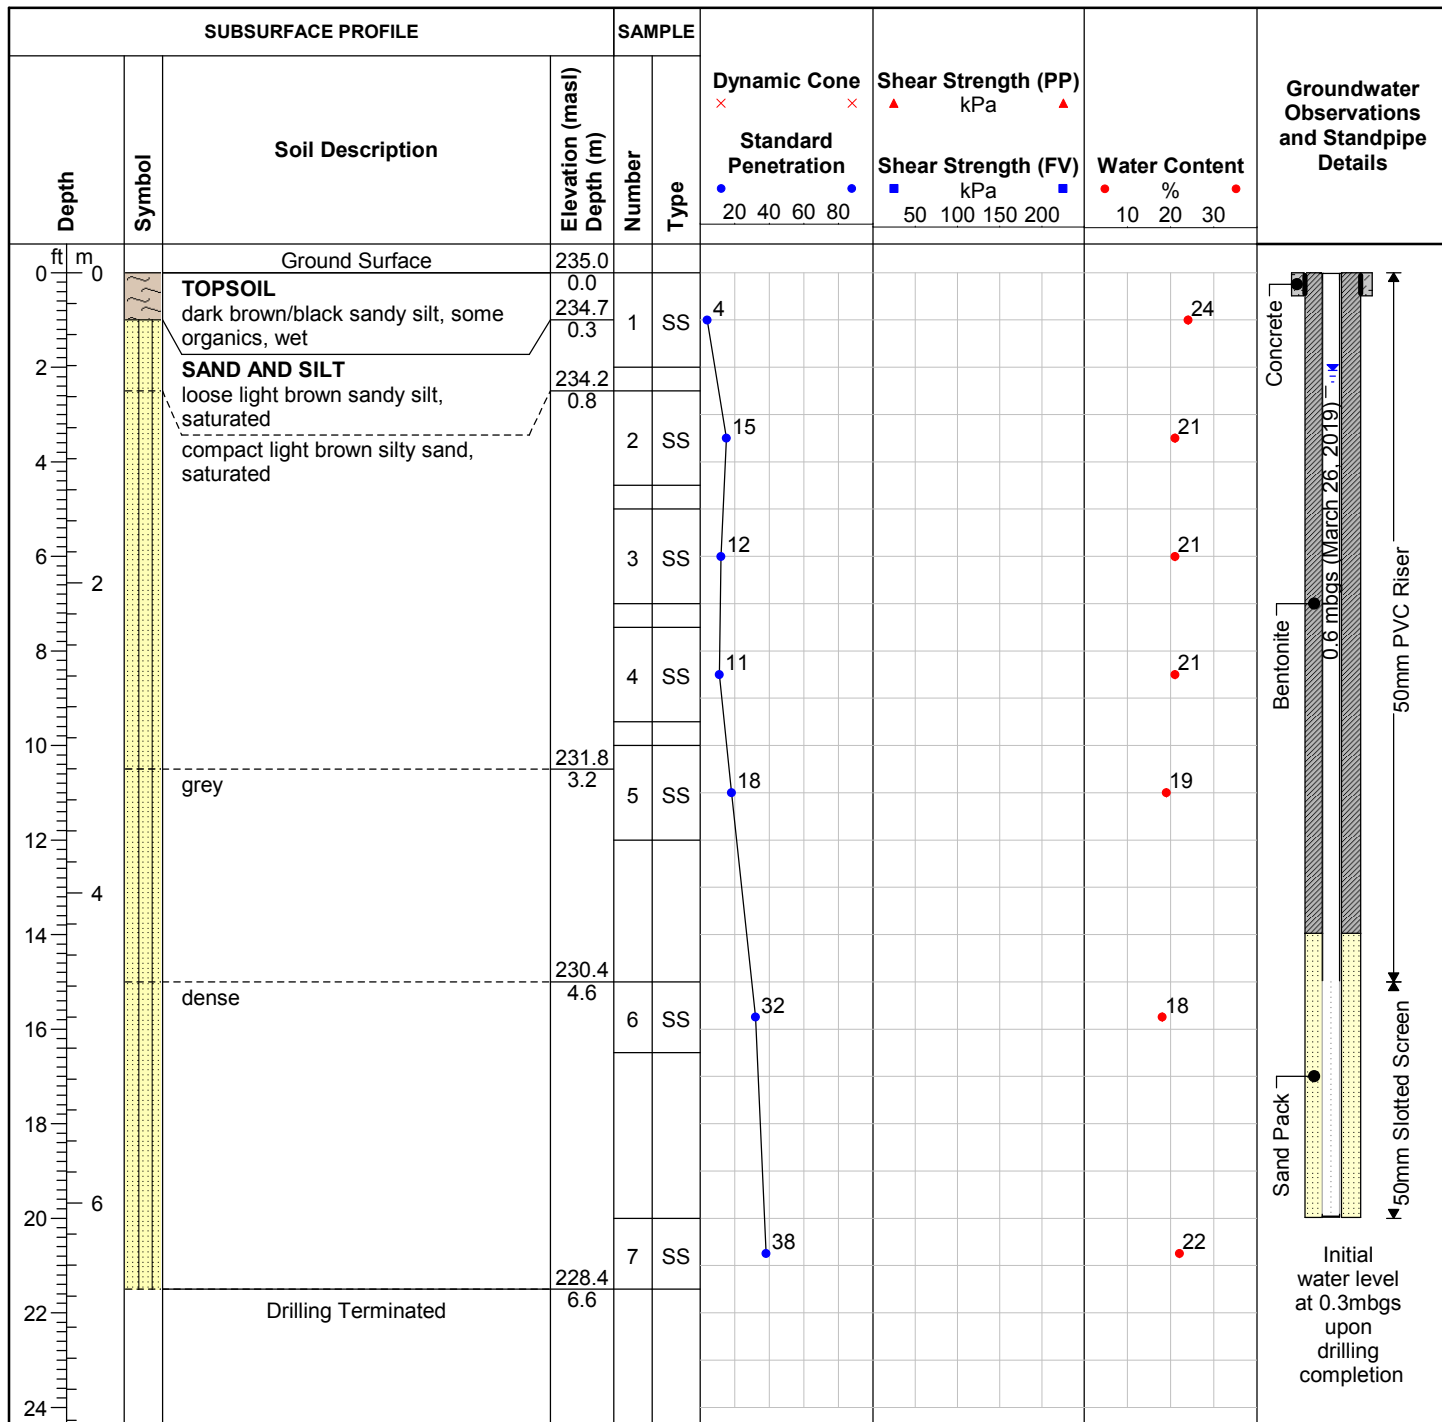 SUBSURFACE PROFILE
SAMPLE
Depth
Symbol
Soil Description
Elevation (masl)
Depth (m)
Number
Type
Dynamic Cone
Standard
Penetration
20 40 60 80
Shear Strength (PP)
kPa
Shear Strength (FV)
kPa
50 100 150 200
Water Content
%
10 20 30
Groundwater
Observations
and Standpipe
Details
ft m
0 0
2
4
6
2
8
10
12
4
14
16
18
6
20
22
24
Ground Surface
235.0
0.0
TOPSOIL
dark brown/black sandy silt, some
organics, wet
234.7
0.3
SAND AND SILT
loose light brown sandy silt,
saturated
234.2
0.8
compact light brown silty sand,
saturated
grey
231.8
3.2
dense
230.4
4.6
Drilling Terminated
228.4
6.6
1 SS 4 24
2 SS 15 21
3 SS 12 21
4 SS 11 21
5 SS 18 19
6 SS 32 18
7 SS 38 22
Concrete
Bentonite
Sand Pack
0.6 mbgs (March 26, 2019)
50mm PVC Riser
50mm Slotted Screen
Initial
water level
at 0.3mbgs
upon
drilling
completion